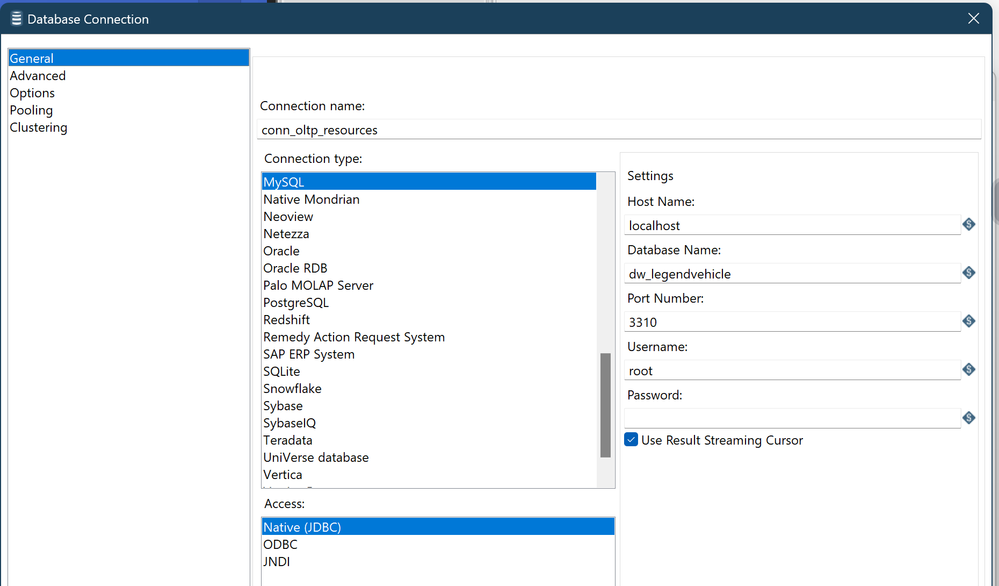 Database Connection
General
Advanced
Options
Pooling
Clustering
Connection name:
conn_oltp_resources
Connection type:
MySQL
Native Mondrian
Neoview
Netezza
Oracle
Oracle RDB
Palo MOLAP Server
PostgreSQL
Redshift
Remedy Action Request System
SAP ERP System
SQLite
Snowflake
Sybase
SybaseIQ
Teradata
UniVerse database
Vertica
Access:
Native (JDBC)
ODBC
JNDI
Settings
Host Name:
localhost
Database Name:
dw_legendvehicle
Port Number:
3310
Username:
root
Password:
Use Result Streaming Cursor